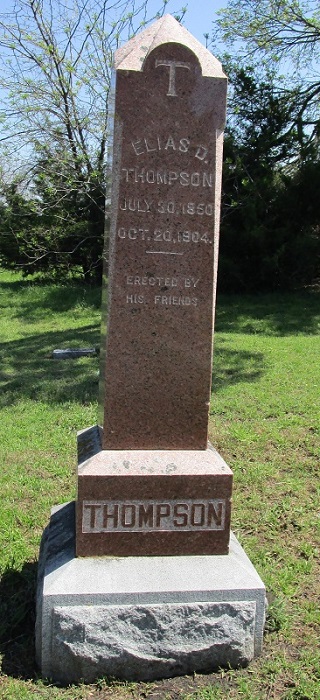 T
ELIAS D.
THOMPSON
JULY 30, 1850
OCT. 20, 1904.
ERECTED BY
HIS FRIENDS
THOMPSON